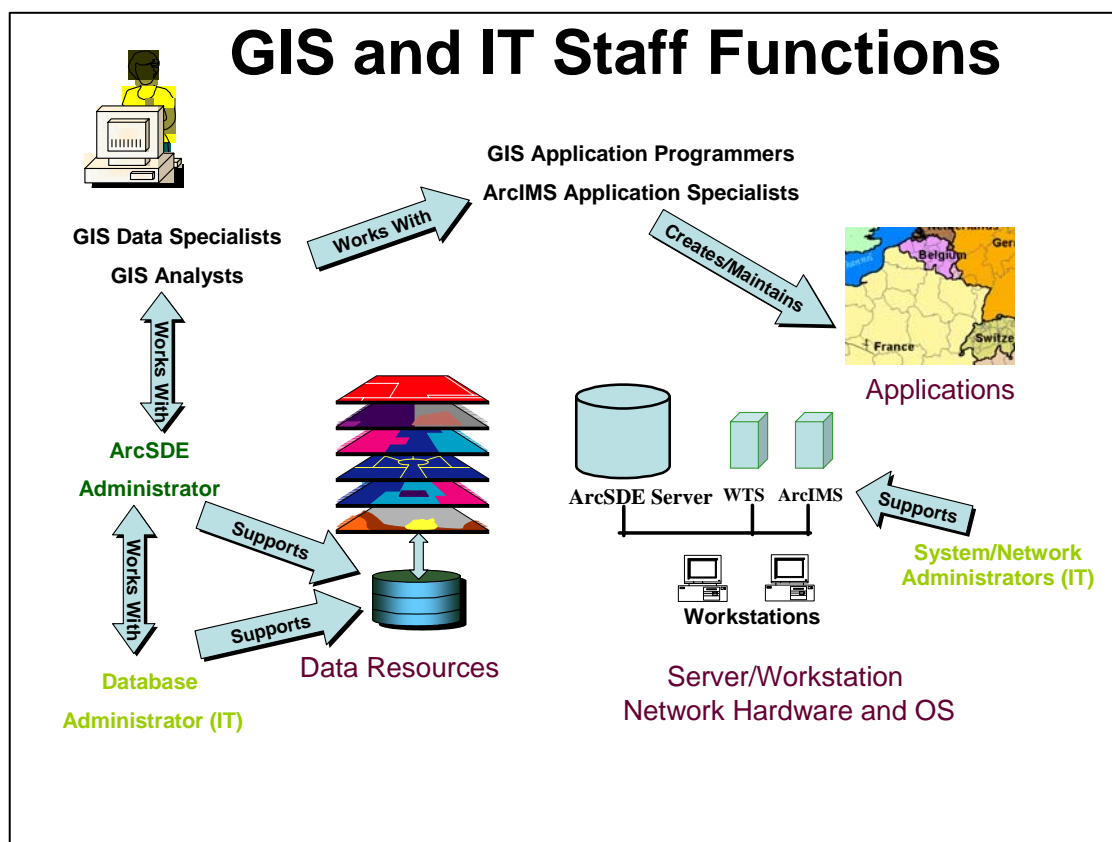 GIS and IT Staff Functions
GIS Application Programmers
ArcIMS Application Specialists
Works With
GIS Data Specialists
GIS Analysts
Creates/Maintains
Belgium
France
Applications
Works With
ArcSDE
Administrator
ArcSDE Server
WTS
ArcIMS
Supports
Supports
System/Network
Administrators (IT)
Works With
Workstations
Supports
Data Resources
Database
Administrator (IT)
Server/Workstation
Network Hardware and OS